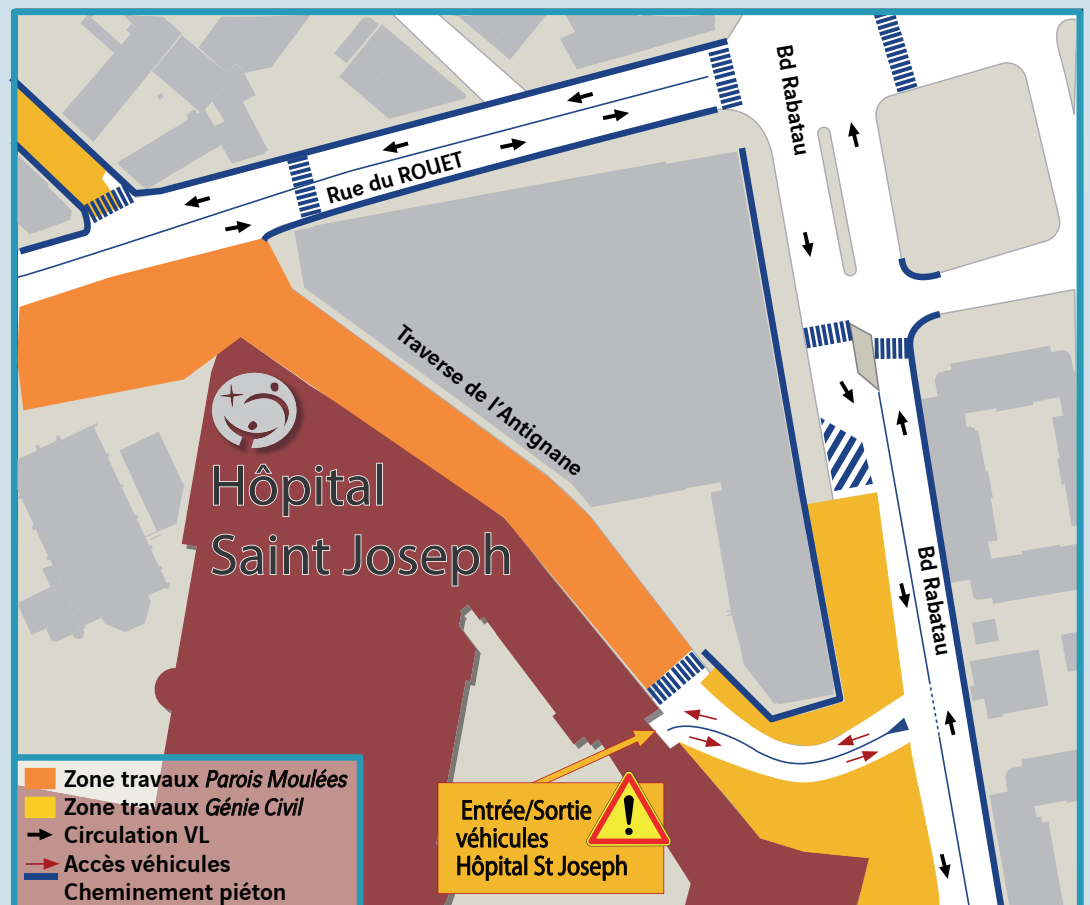 Bd Rabatau
Rue du ROUET
Traverse de l'Antignane
Hôpital
Saint Joseph
Bd Rabatau
Zone travaux Parois Moulées
Zone travaux Génie Civil
Circulation VL
Accès véhicules
Cheminement piéton
Entrée/Sortie
véhicules
Hôpital St Joseph